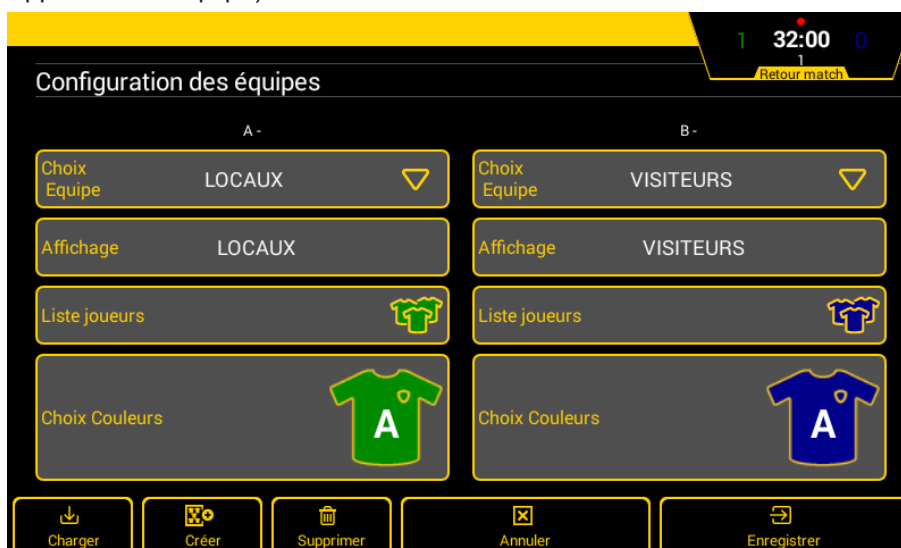 1 32:00 0
1
Retour match
Configuration des équipes
A -
B -
Choix
Equipe
LOCAUX
Choix
Equipe
VISITEURS
Affichage
LOCAUX
Affichage
VISITEURS
Liste joueurs
Liste joueurs
Choix Couleurs
A
Choix Couleurs
A
Charger
Créer
Supprimer
Annuler
Enregistrer